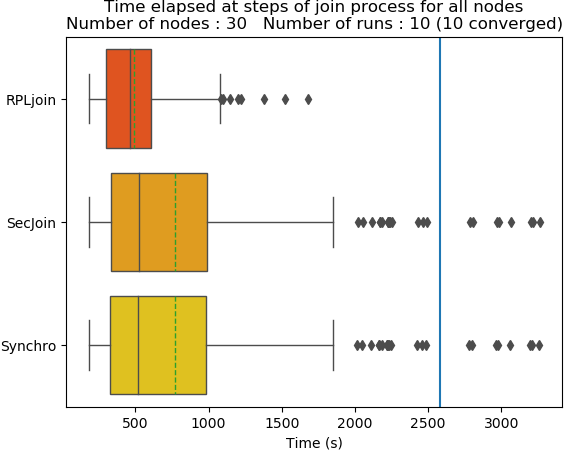 Time elapsed at steps of join process for all nodes
Number of nodes : 30   Number of runs : 10 (10 converged)
RPLjoin
SecJoin
Synchro
500 1000 1500 2000 2500 3000
Time (s)